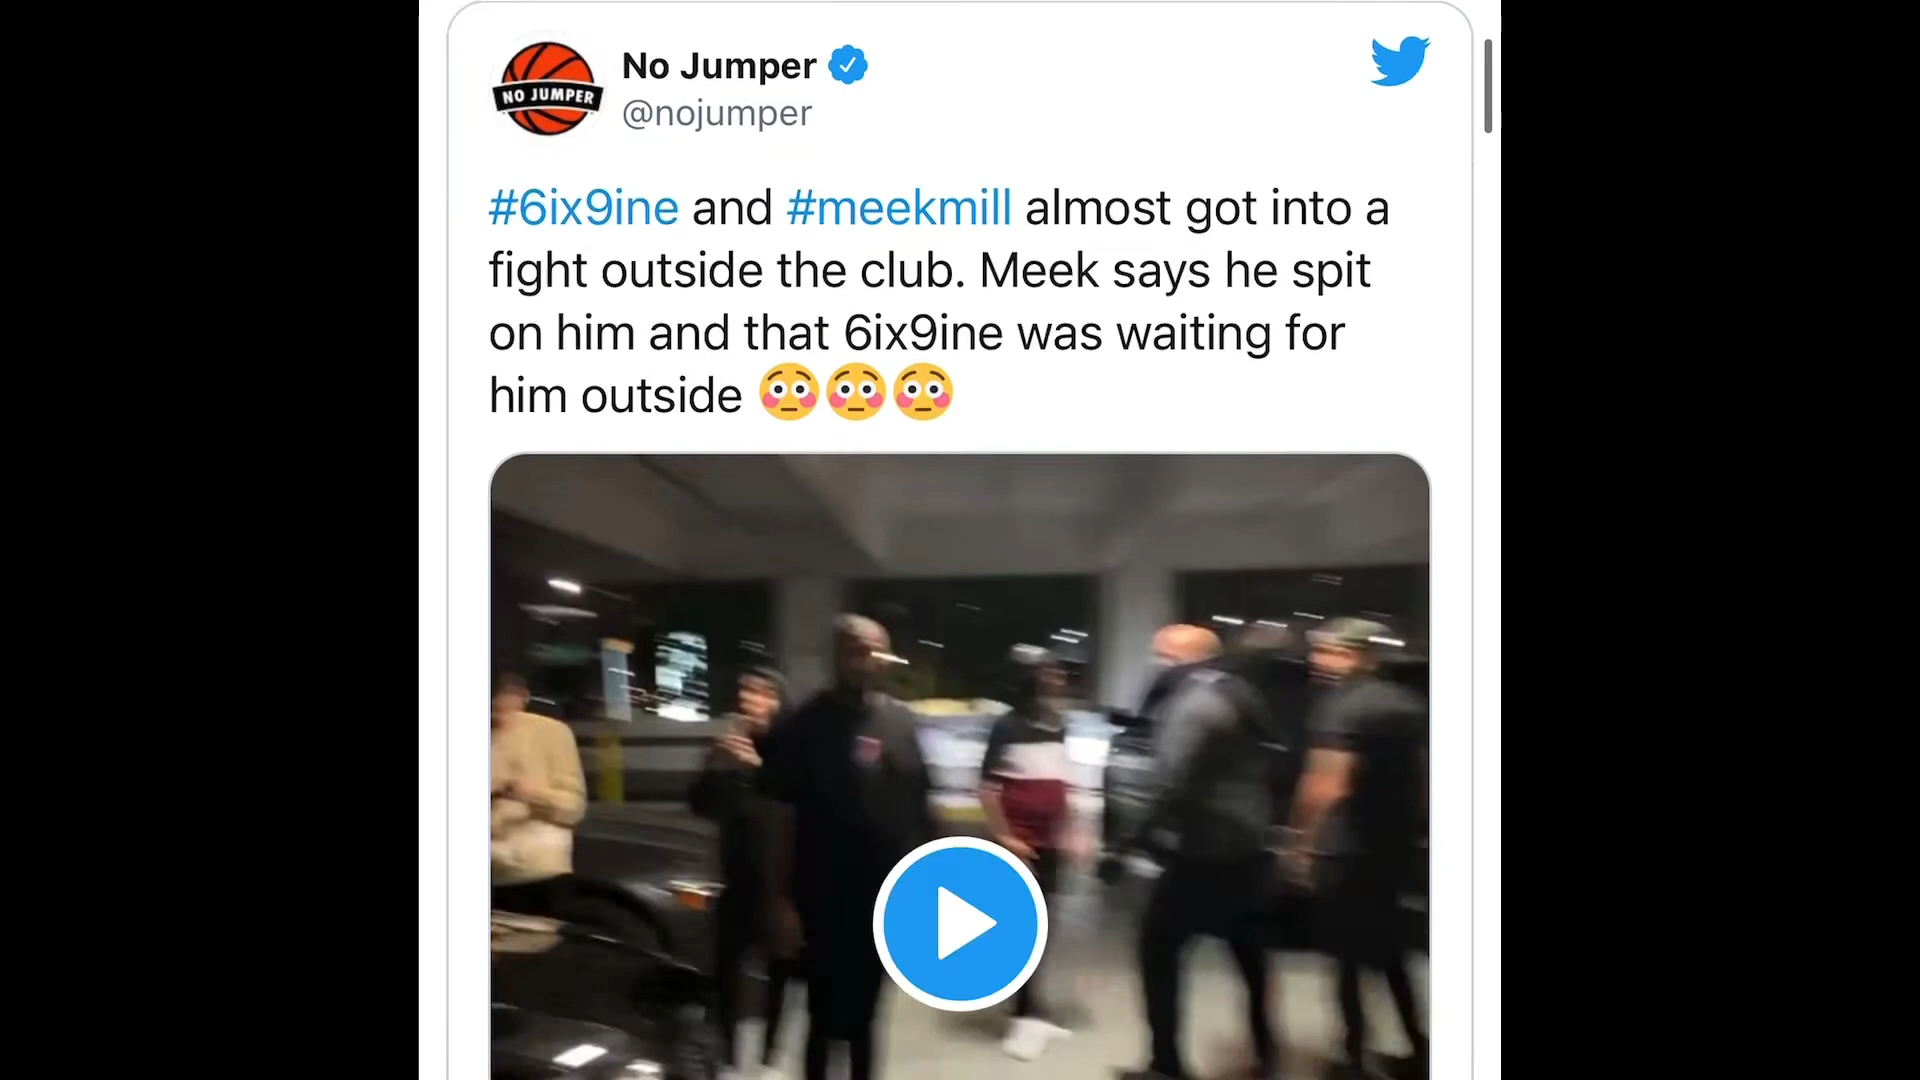 No Jumper
@nojumper
NO JUMPER
#6ix9ine and #meekmill almost got into a
fight outside the club. Meek says he spit
on him and that 6ix9ine was waiting for
him outside 😳😳😳